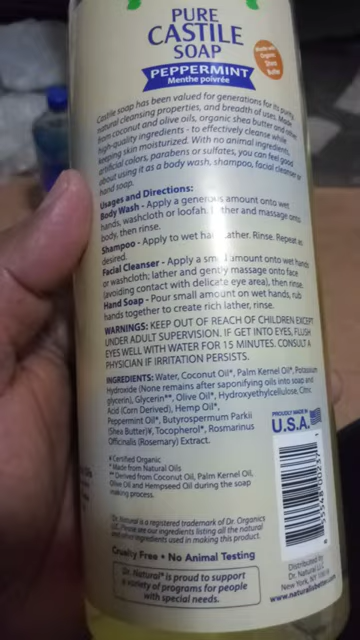 PURE
CASTILE
SOAP
PEPPERMINT
Menthe poivrée
Made with
Organic
Shea
Butter
Castile soap has been valued for generations for its purity,
natural cleansing properties, and breadth of uses. Made
from coconut and olive oils, organic shea butter and other
high-quality ingredients - to effectively cleanse while
keeping skin moisturized. With no animal ingredients,
artificial colors, parabens or sulfates, you can feel good
about using it as a body wash, shampoo, facial cleanser or
hand soap.
Usages and Directions:
Body Wash - Apply a generous amount onto wet
hands, washcloth or loofah. Lather and massage onto
body, then rinse.
Shampoo - Apply to wet hair. Lather. Rinse. Repeat as
desired.
Facial Cleanser - Apply a small amount onto wet hands
or washcloth; lather and gently massage onto face
(avoiding contact with delicate eye area), then rinse.
Hand Soap - Pour small amount on wet hands, rub
hands together to create rich lather, rinse.
WARNINGS: KEEP OUT OF REACH OF CHILDREN EXCEPT
UNDER ADULT SUPERVISION. IF GET INTO EYES, FLUSH
EYES WELL WITH WATER FOR 15 MINUTES. CONSULT A
PHYSICIAN IF IRRITATION PERSISTS.
INGREDIENTS: Water, Coconut Oil*, Palm Kernel Oil*, Potassium
Hydroxide (None remains after saponifying oils into soap and
glycerin), Glycerin**, Olive Oil*, Hydroxyethylcellulose, Citric
Acid (Corn Derived), Hemp Oil*,
Peppermint Oil*, Butyrospermum Parkii
(Shea Butter)¥, Tocopherol*, Rosmarinus
Officinalis (Rosemary) Extract.
¥ Certified Organic
* Made from Natural Oils
** Derived from Coconut Oil, Palm Kernel Oil,
Olive Oil and Hempseed Oil during the soap
making process.
PROUDLY MADE IN
U.S.A.
Dr. Natural is a registered trademark of Dr. Organics
LLC. Please see our ingredients listing all the natural
and other ingredients used in making this product.
Cruelty Free • No Animal Testing
Dr. Natural® is proud to support
a variety of programs for people
with special needs.
Distributed by
Dr. Natural
New York, NY
www.naturalisbetter.com